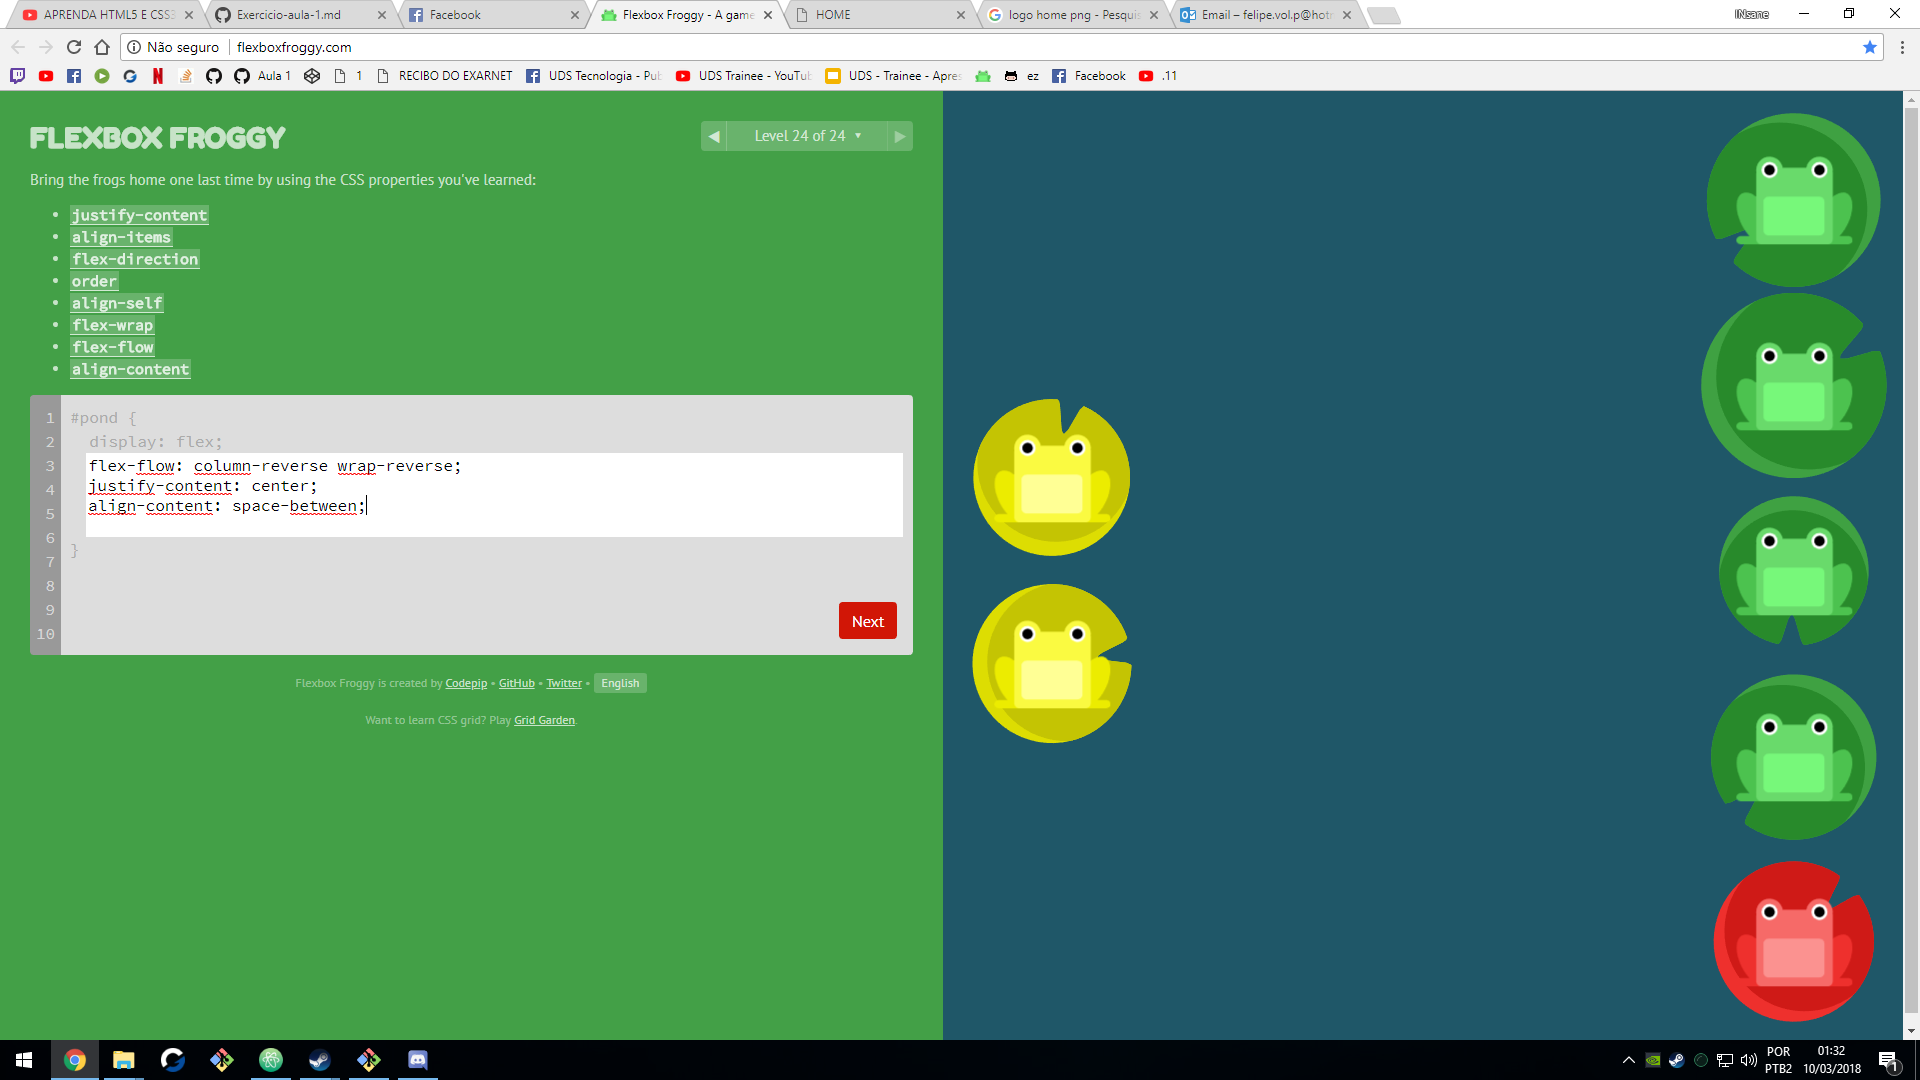 APRENDA HTML5 E CSS3
Exercicio-aula-1.md
Facebook
Flexbox Froggy - A game
HOME
logo home png - Pesquis
Email – felipe.vol.p@hotm
INsane
Não seguro
flexboxfroggy.com
Aula 1
1
RECIBO DO EXARNET
UDS Tecnologia - Pub
UDS Trainee - YouTub
UDS - Trainee - Apres
ez
Facebook
.11
FLEXBOX FROGGY
Level 24 of 24
Bring the frogs home one last time by using the CSS properties you've learned:
justify-content
align-items
flex-direction
order
align-self
flex-wrap
flex-flow
align-content
1 #pond {
2 display: flex;
3 flex-flow: column-reverse wrap-reverse;
4 justify-content: center;
5 align-content: space-between;
6
}
7
8
9
10
Next
Flexbox Froggy is created by Codepip • GitHub • Twitter • English
Want to learn CSS grid? Play Grid Garden.
POR
PTB2
01:32
10/03/2018
1